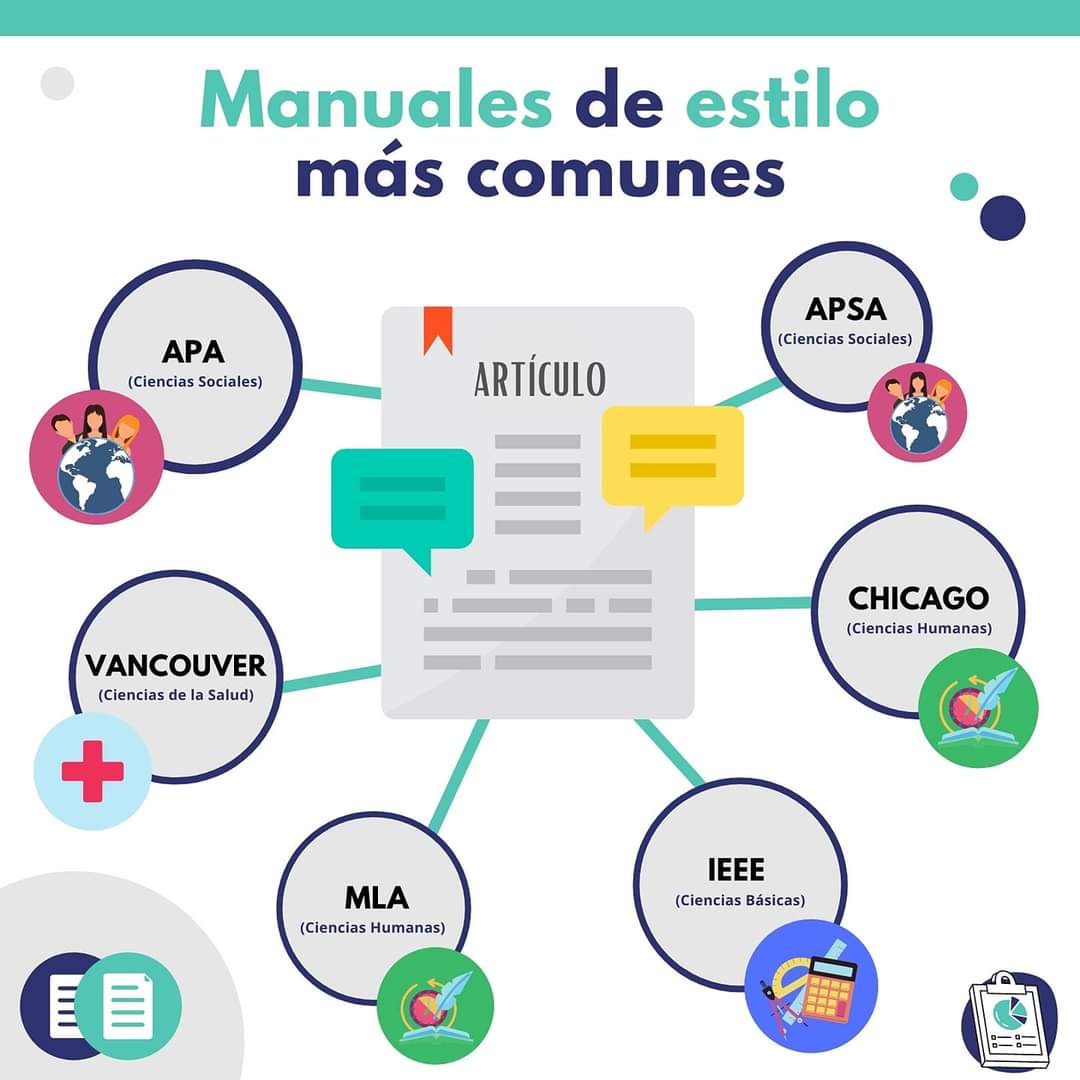 Manuales de estilo
más comunes
ARTÍCULO
APA
(Ciencias Sociales)
APSA
(Ciencias Sociales)
VANCOUVER
(Ciencias de la Salud)
CHICAGO
(Ciencias Humanas)
MLA
(Ciencias Humanas)
IEEE
(Ciencias Básicas)